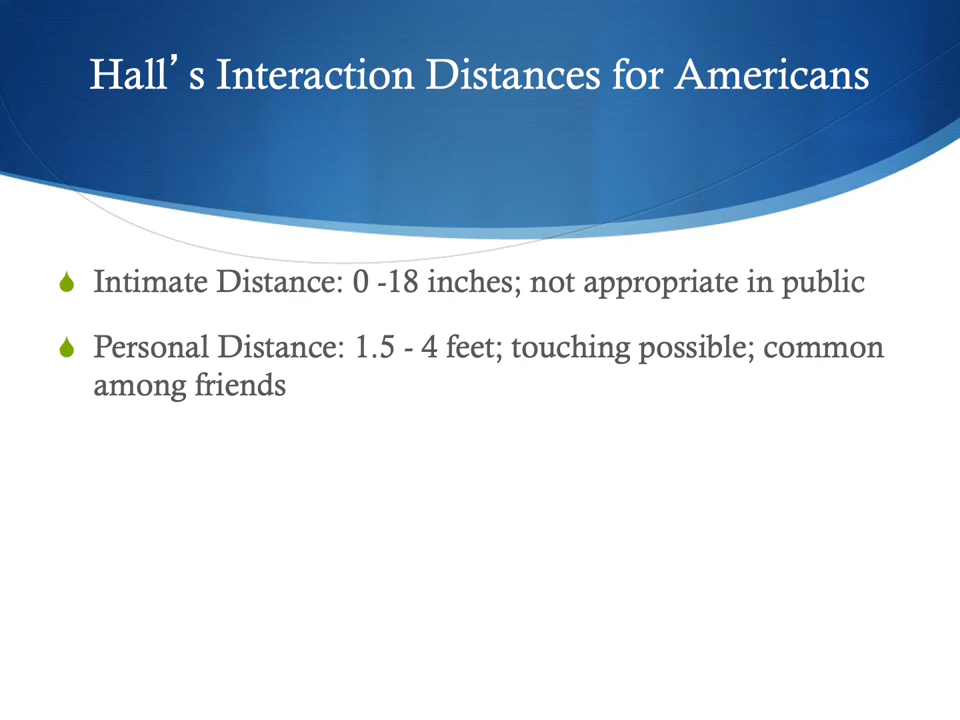 Hall’s Interaction Distances for Americans
Intimate Distance: 0 -18 inches; not appropriate in public
Personal Distance: 1.5 - 4 feet; touching possible; common
among friends